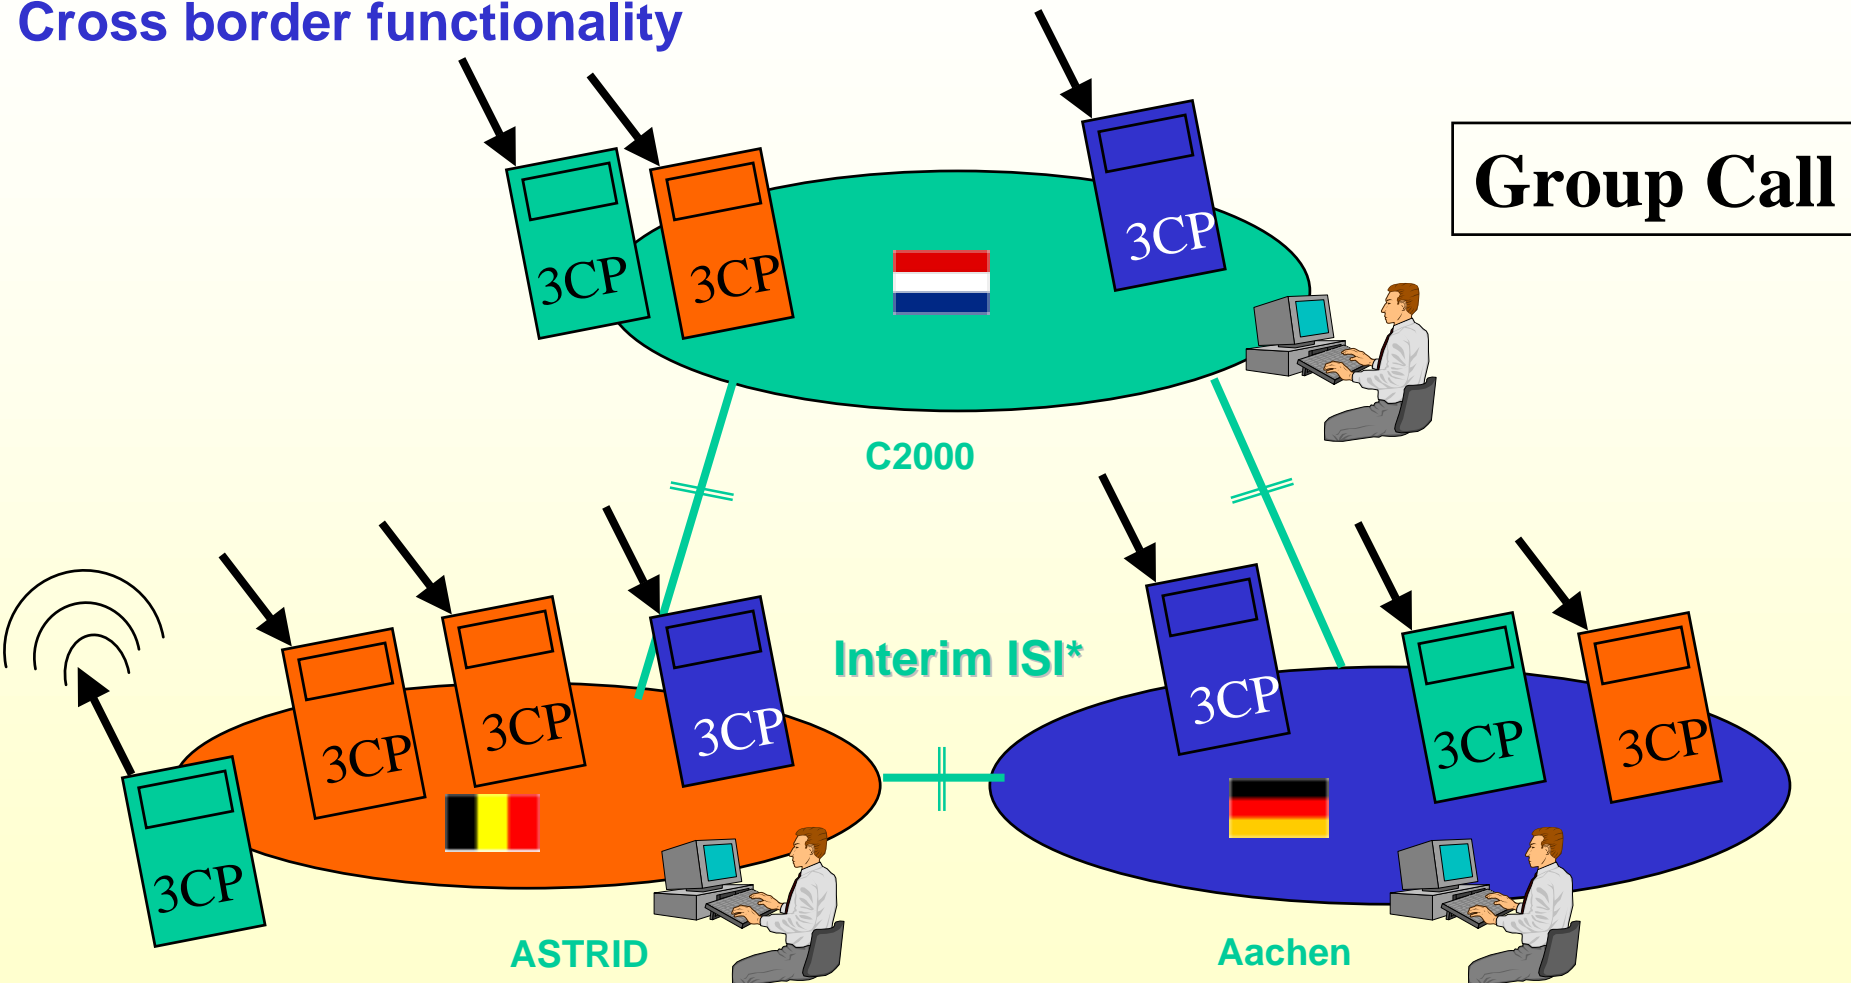 Cross border functionality
Group Call
3CP
3CP
3CP
C2000
Interim ISI*
3CP
3CP
3CP
3CP
3CP
3CP
3CP
ASTRID
Aachen